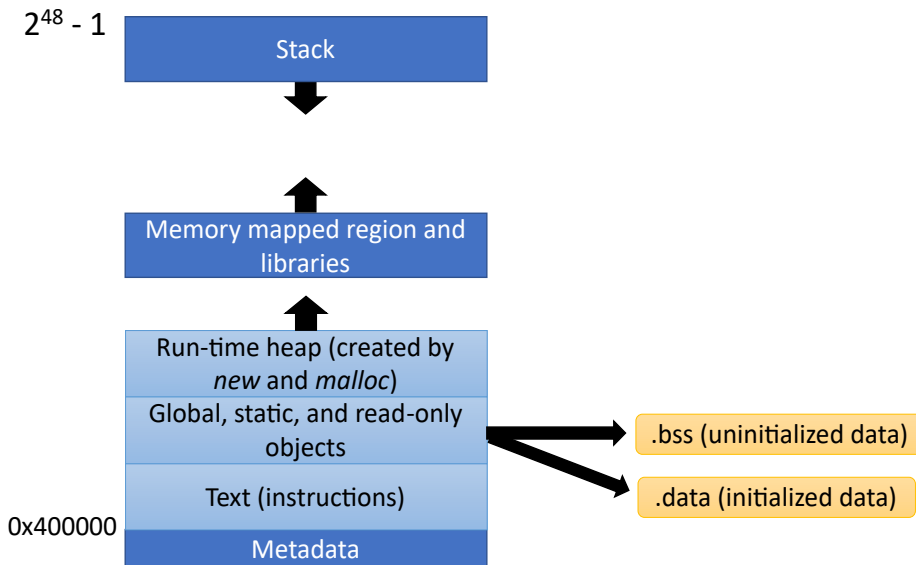 2⁴⁸ - 1
Stack
Memory mapped region and
libraries
Run-time heap (created by
new and malloc)
Global, static, and read-only
objects
.bss (uninitialized data)
.data (initialized data)
Text (instructions)
0x400000
Metadata